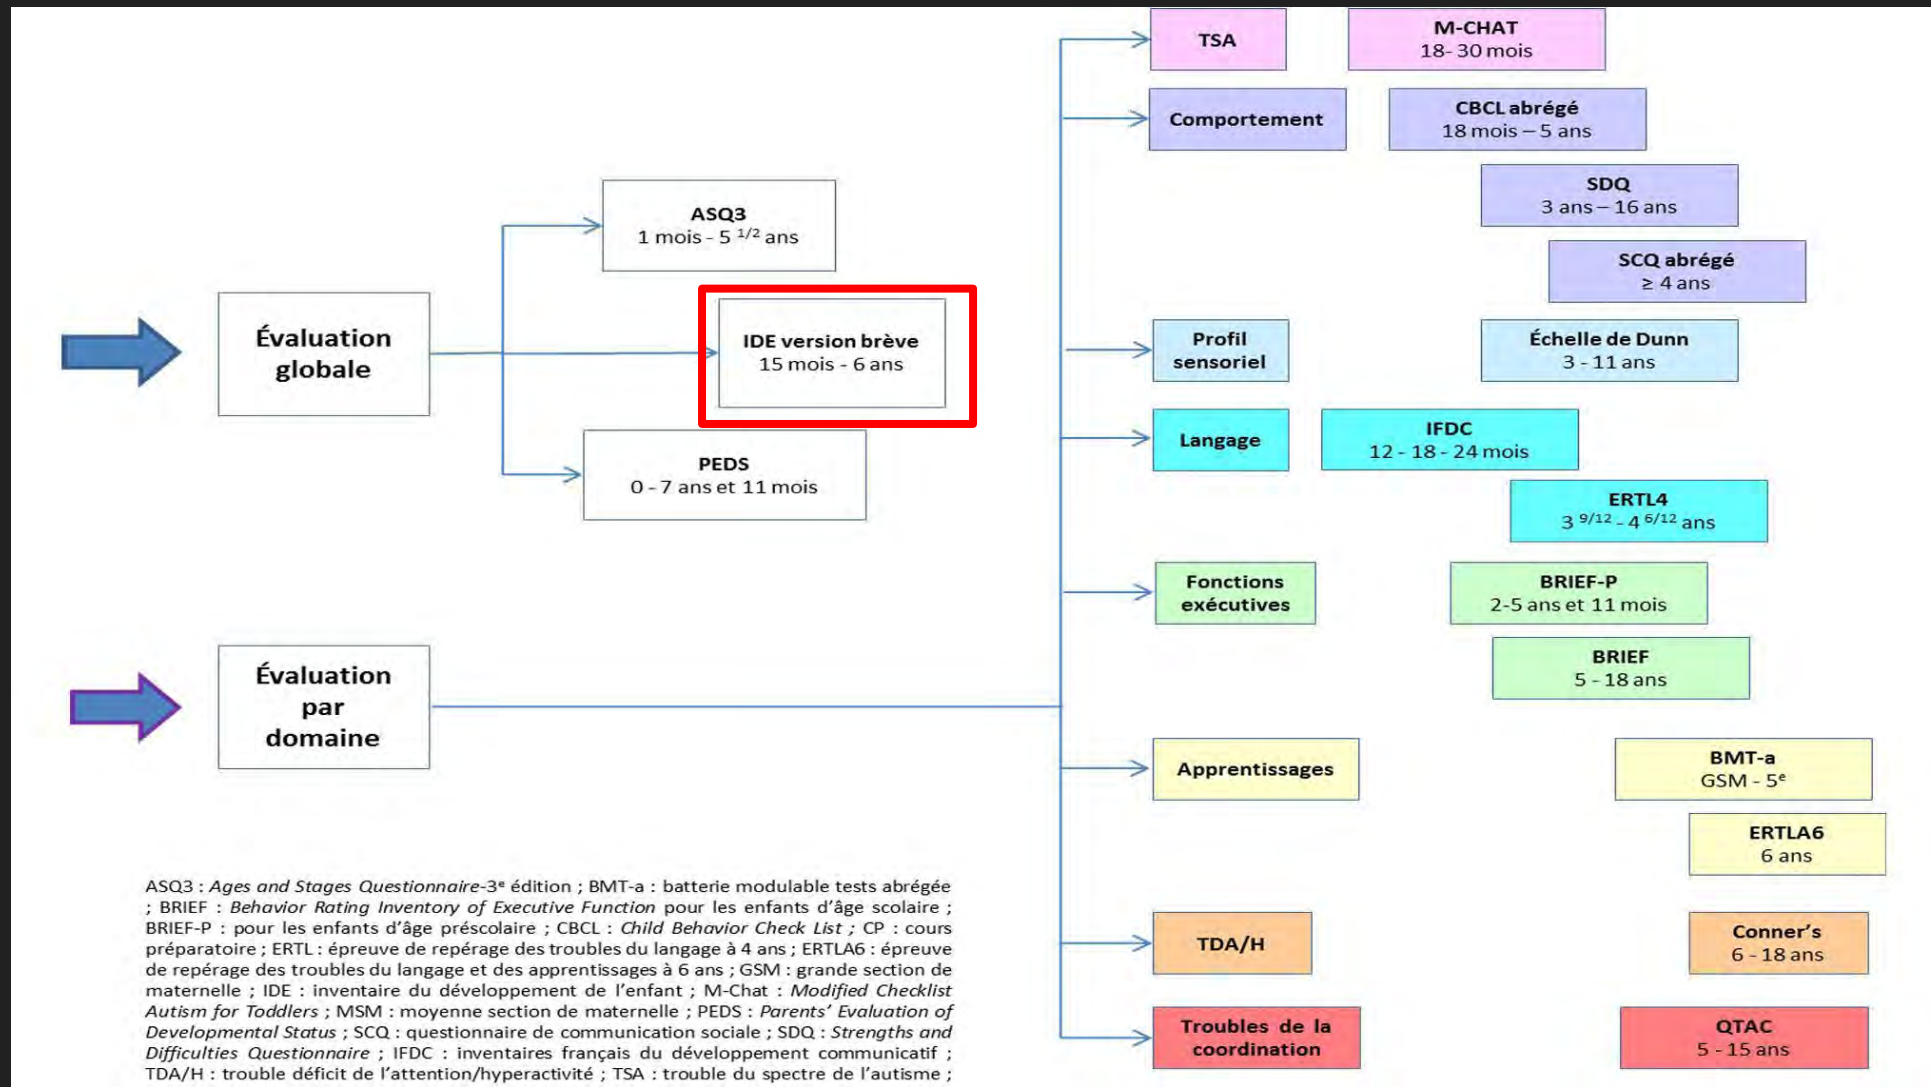 Évaluation
globale
ASQ3
1 mois - 5 1/2 ans
IDE version brève
15 mois - 6 ans
PEDS
0 - 7 ans et 11 mois
Évaluation
par
domaine
TSA
M-CHAT
18- 30 mois
Comportement
CBCL abrégé
18 mois – 5 ans
SDQ
3 ans – 16 ans
SCQ abrégé
≥ 4 ans
Profil
sensoriel
Échelle de Dunn
3 - 11 ans
Langage
IFDC
12 - 18 - 24 mois
ERTL4
3 9/12 - 4 6/12 ans
Fonctions
exécutives
BRIEF-P
2-5 ans et 11 mois
BRIEF
5 - 18 ans
Apprentissages
BMT-a
GSM - 5e
ERTLA6
6 ans
TDA/H
Conner's
6 - 18 ans
Troubles de la
coordination
QTAC
5 - 15 ans
ASQ3 : Ages and Stages Questionnaire-3e édition ; BMT-a : batterie modulable tests abrégée
; BRIEF : Behavior Rating Inventory of Executive Function pour les enfants d'âge scolaire ;
BRIEF-P : pour les enfants d'âge préscolaire ; CBCL : Child Behavior Check List ; CP : cours
préparatoire ; ERTL : épreuve de repérage des troubles du langage à 4 ans ; ERTLA6 : épreuve
de repérage des troubles du langage et des apprentissages à 6 ans ; GSM : grande section de
maternelle ; IDE : inventaire du développement de l'enfant ; M-Chat : Modified Checklist
Autism for Toddlers ; MSM : moyenne section de maternelle ; PEDS : Parents' Evaluation of
Developmental Status ; SCQ : questionnaire de communication sociale ; SDQ : Strengths and
Difficulties Questionnaire ; IFDC : inventaires français du développement communicatif ;
TDA/H : trouble déficit de l'attention/hyperactivité ; TSA : trouble du spectre de l'autisme ;